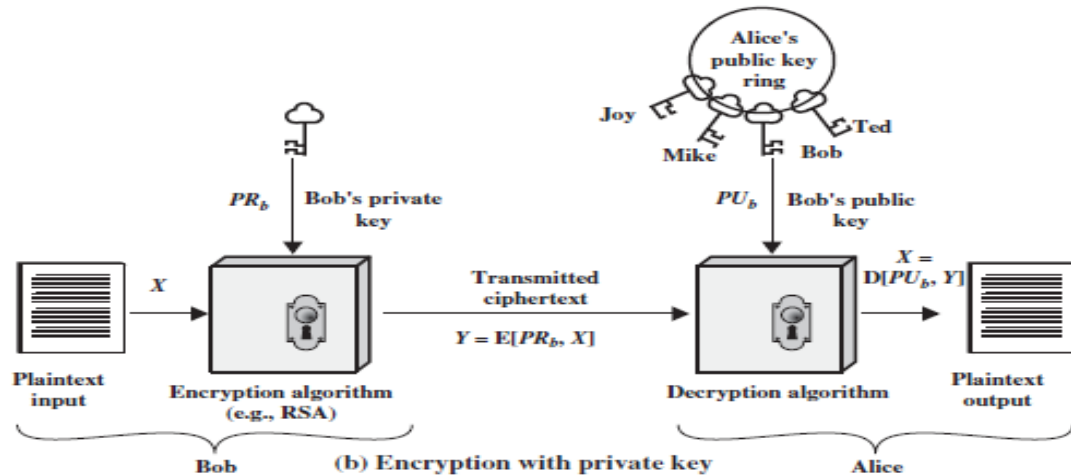 Alice's
public key
ring
Joy
Mike
Bob
Ted
PR_b
Bob's private
key
PU_b
Bob's public
key
X
Transmitted
ciphertext
Y = E[PR_b, X]
X =
D[PU_b, Y]
Plaintext
input
Encryption algorithm
(e.g., RSA)
Decryption algorithm
Plaintext
output
Bob
(b) Encryption with private key
Alice